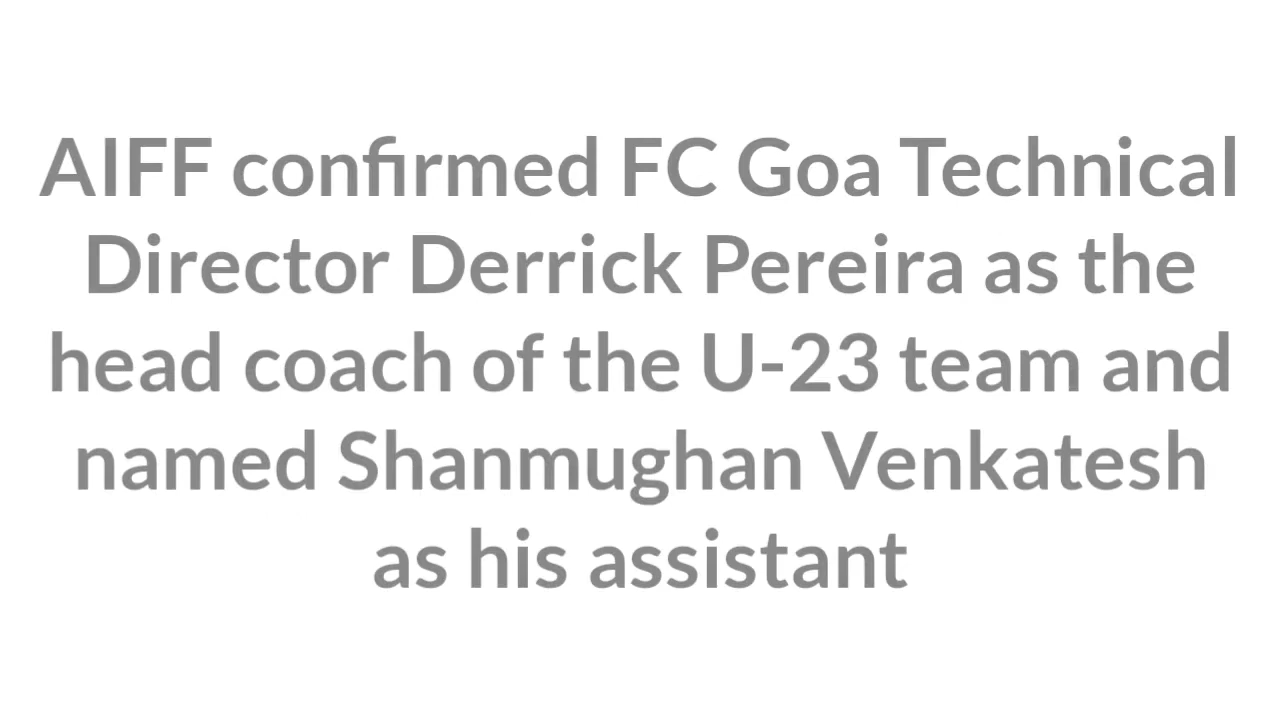 AIFF confirmed FC Goa Technical
Director Derrick Pereira as the
head coach of the U-23 team and
named Shanmughan Venkatesh
as his assistant